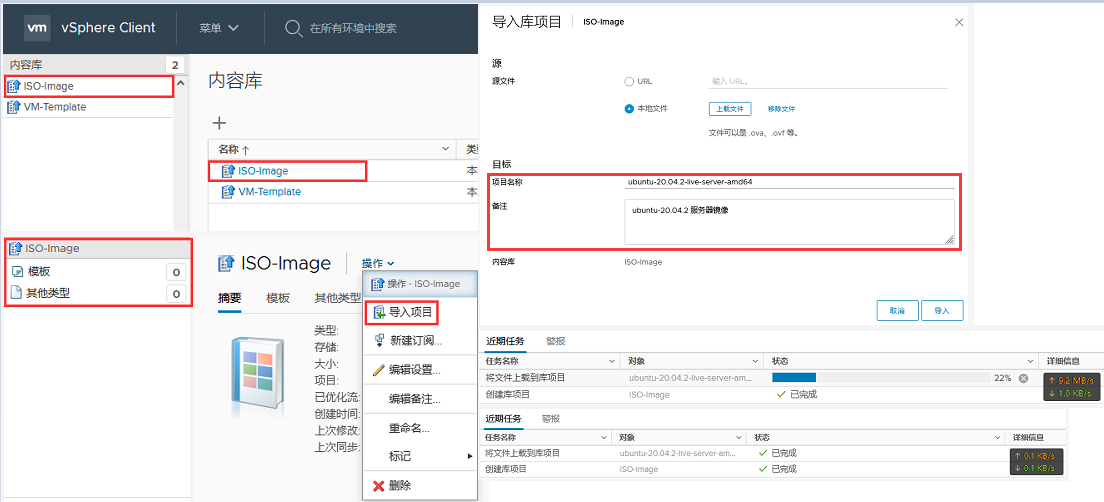 vm vSphere Client 菜单 在所有环境中搜索
内容库 2
ISO-Image
VM-Template
内容库
名称 ↑ 类
ISO-Image 本
VM-Template 本
ISO-Image
模板 0
其他类型 0
ISO-Image 操作
摘要 模板 其他类型
类型:
存储:
大小:
项目:
已优化流:
创建时间:
上次修改:
上次同步:
操作 - ISO-Image
导入项目
新建订阅...
编辑设置...
编辑备注...
重命名...
标记
删除
导入库项目 ISO-Image
源
源文件 URL 输入 URL。
本地文件 上载文件 移除文件
文件可以是 .ova、.ovf 等。
目标
项目名称 ubuntu-20.04.2-live-server-amd64
备注 ubuntu-20.04.2 服务器镜像
内容库 ISO-Image
取消 导入
近期任务 警报
任务名称 对象 状态 详细信息
将文件上载到库项目 ubuntu-20.04.2-live-server-am... 22% ↑ 9.2 MB/s
创建库项目 ISO-Image 已完成 ↓ 1.0 KB/s
近期任务 警报
任务名称 对象 状态 详细信息
将文件上载到库项目 ubuntu-20.04.2-live-server-am... 已完成 ↑ 0.1 KB/s
创建库项目 ISO-Image 已完成 ↓ 0.1 KB/s